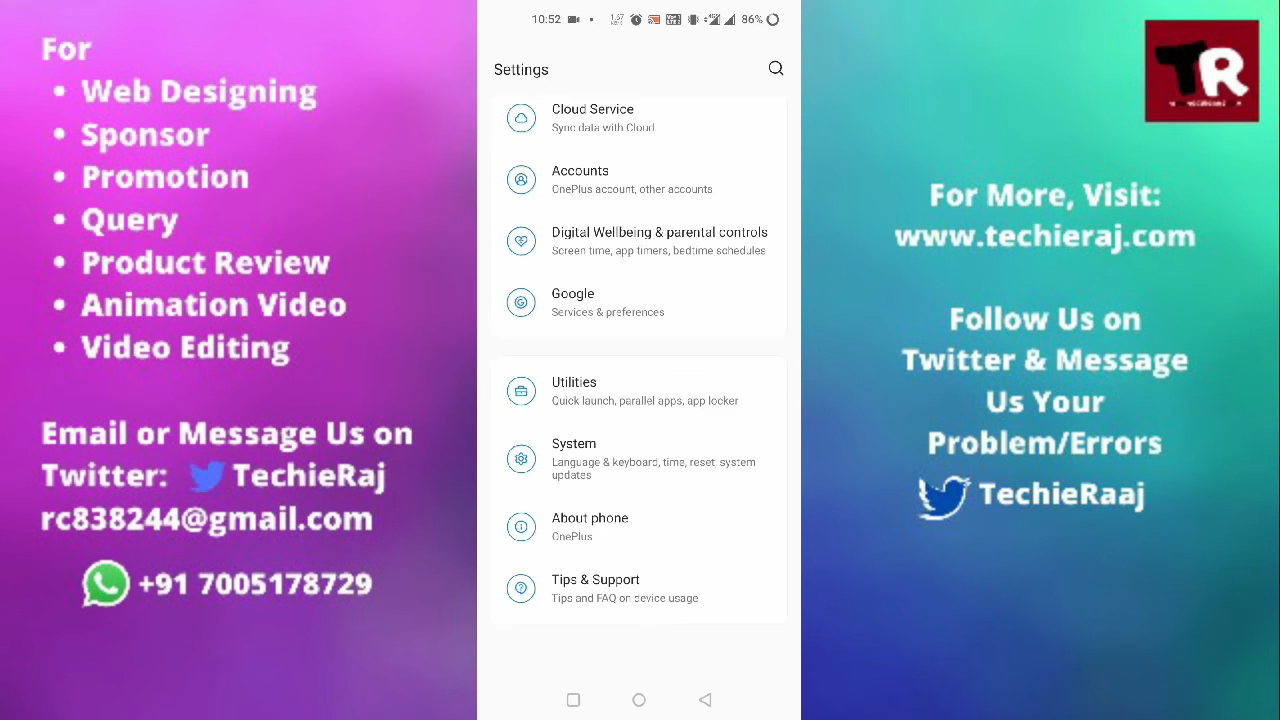 For
• Web Designing
• Sponsor
• Promotion
• Query
• Product Review
• Animation Video
• Video Editing
Email or Message Us on
Twitter: TechieRaj
rc838244@gmail.com
+91 7005178729
10:52
86%
Settings
Cloud Service
Sync data with Cloud
Accounts
OnePlus account, other accounts
Digital Wellbeing & parental controls
Screen time, app timers, bedtime schedules
Google
Services & preferences
Utilities
Quick launch, parallel apps, app locker
System
Language & keyboard, time, reset, system
updates
About phone
OnePlus
Tips & Support
Tips and FAQ on device usage
TR
For More, Visit:
www.techieraj.com
Follow Us on
Twitter & Message
Us Your
Problem/Errors
TechieRaaj